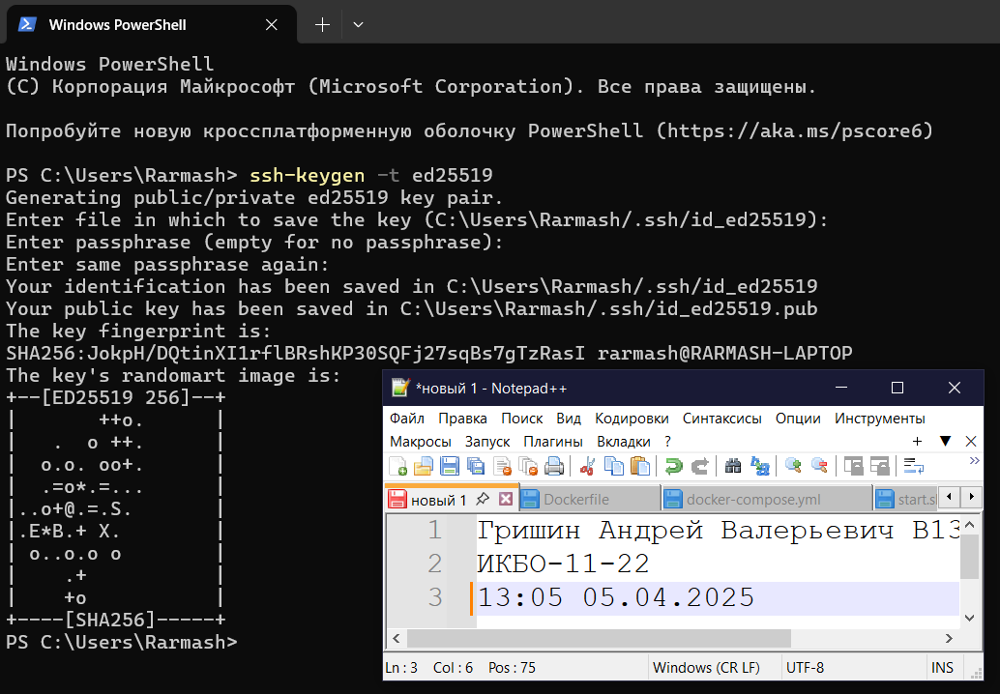 Windows PowerShell
Windows PowerShell
(C) Корпорация Майкрософт (Microsoft Corporation). Все права защищены.
Попробуйте новую кроссплатформенную оболочку PowerShell (https://aka.ms/pscore6)
PS C:\Users\Rarmash> ssh-keygen -t ed25519
Generating public/private ed25519 key pair.
Enter file in which to save the key (C:\Users\Rarmash/.ssh/id_ed25519):
Enter passphrase (empty for no passphrase):
Enter same passphrase again:
Your identification has been saved in C:\Users\Rarmash/.ssh/id_ed25519
Your public key has been saved in C:\Users\Rarmash/.ssh/id_ed25519.pub
The key fingerprint is:
SHA256:JokpH/DQtinXI1rflBRshKP30SQFj27sqBs7gTzRasI rarmash@RARMASH-LAPTOP
The key's randomart image is:
+--[ED25519 256]--+
|       ++o.      |
|   .  o ++.      |
|  o.o. oo+.      |
|  .=o*.=...      |
|..o+@.=.S.       |
|.E*B.+ X.        |
| o..o.o o        |
|    .+           |
|    +o           |
+----[SHA256]-----+
PS C:\Users\Rarmash>
*новый 1 - Notepad++
Файл Правка Поиск Вид Кодировки Синтаксисы Опции Инструменты
Макросы Запуск Плагины Вкладки ?
новый 1 Dockerfile docker-compose.yml start.s
1 Гришин Андрей Валерьевич В13
2 ИКБО-11-22
3 13:05 05.04.2025
Ln : 3 Col : 6 Pos : 75 Windows (CR LF) UTF-8 INS